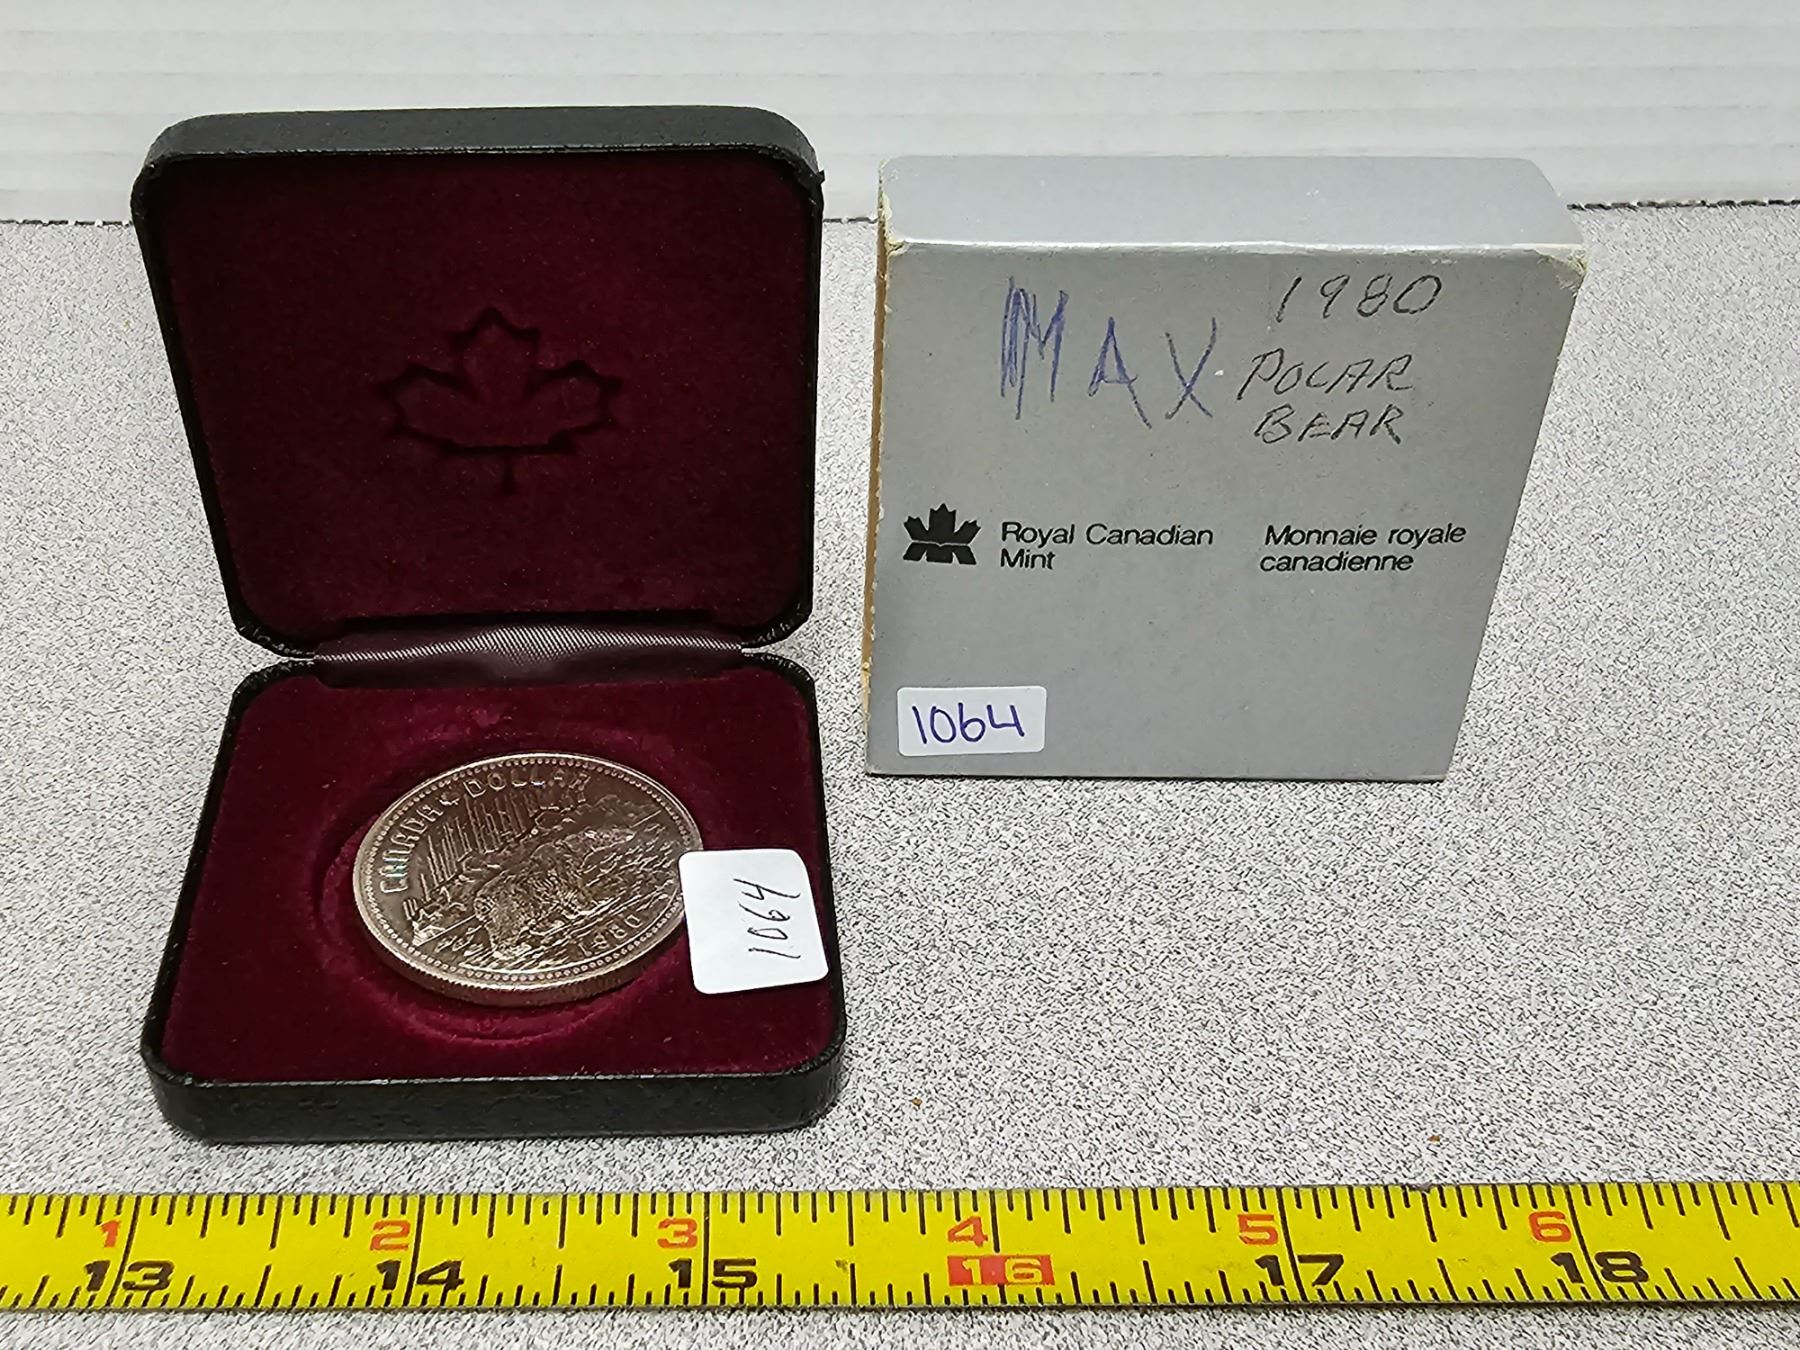 MAX
1980
POLAR
BEAR
Royal Canadian
Mint
Monnaie royale
canadienne
1064
CANADA DOLLAR
1980
1064
1 2 3 4 5 6
13 14 15 16 17 18